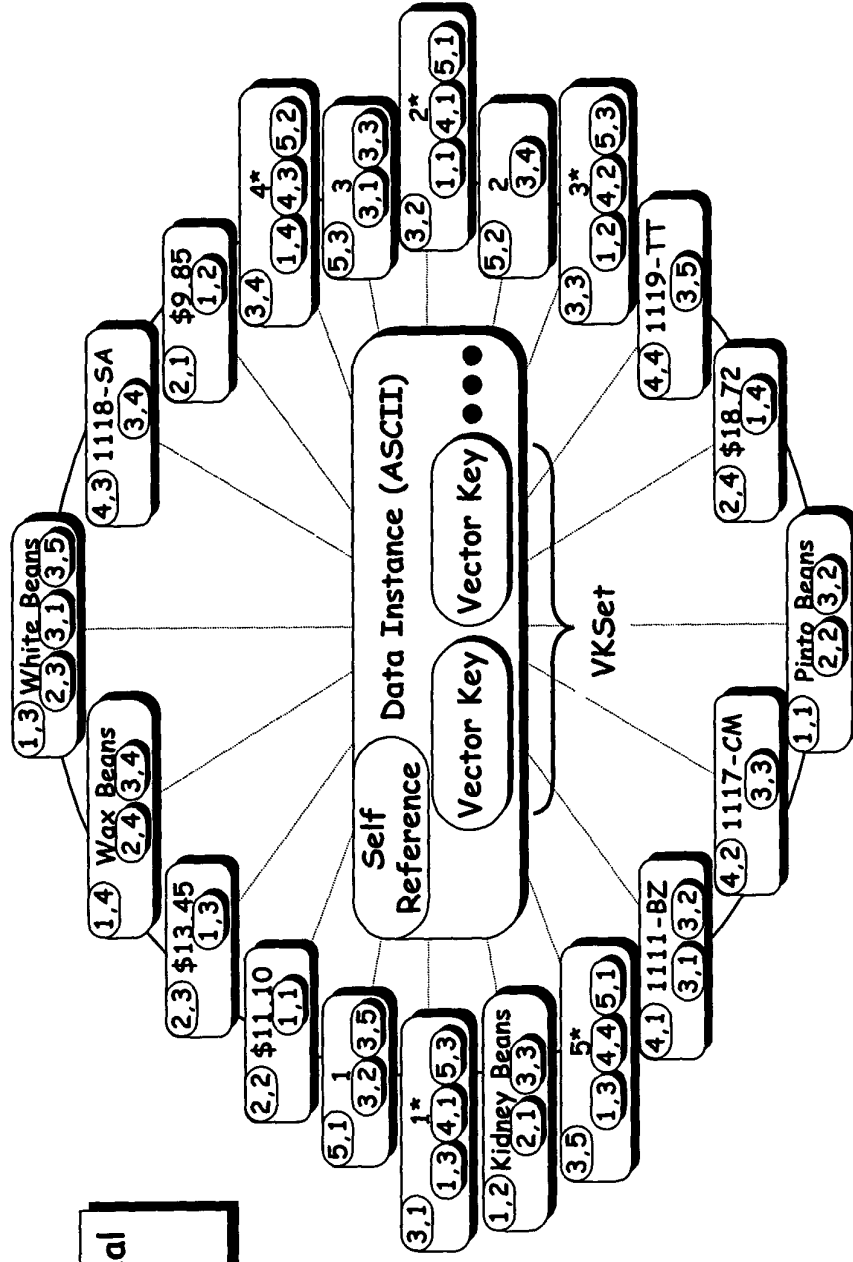 al
1,3 White Beans
2,3 3,1 3,5
4,3 1118-SA
3,4
2,1 $9.85
1,2
3,4 4*
1,4 4,3 5,2
5,3 3
3,1 3,3
3,2 2*
1,1 4,1 5,1
5,2 2
3,4
3,3 3*
1,2 4,2 5,3
4,4 1119-TT
3,5
2,4 $18.72
1,4
1,1 Pinto Beans
2,2 3,2
4,2 1117-CM
3,3
4,1 1111-BZ
3,1 3,2
3,5 5*
1,3 4,4 5,1
1,2 Kidney Beans
2,1 3,3
3,1 1*
1,3 4,1 5,3
5,1 1
3,2 3,5
2,2 $11.10
1,1
2,3 $13.45
1,3
1,4 Wax Beans
2,4 3,4
Self
Reference
Data Instance (ASCII)
Vector Key Vector Key
VKSet